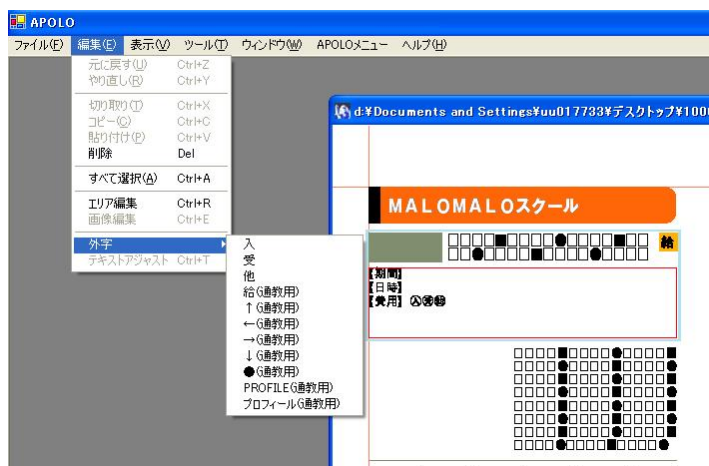 APOLO
ファイル(F) 編集(E) 表示(V) ツール(T) ウィンドウ(W) APOLOメニュー ヘルプ(H)
元に戻す(U) Ctrl+Z
やり直し(R) Ctrl+Y
切り取り(T) Ctrl+X
コピー(C) Ctrl+C
貼り付け(P) Ctrl+V
削除 Del
すべて選択(A) Ctrl+A
エリア編集 Ctrl+R
画像編集 Ctrl+E
外字
テキストアジャスト Ctrl+T
入
受
他
給(通教用)
↑(通教用)
←(通教用)
→(通教用)
↓(通教用)
●(通教用)
PROFILE(通教用)
プロフィール(通教用)
d:¥Documents and Settings¥uu017733¥デスクトップ¥100
MALOMALOスクール
□□□□■□□□□●□□□□■□□ 給
□□●□□□□■□□□□●□□□□
【期間】
【日時】
【費用】
□□□□■□□□□●□□□□■
□□□□●□□□□■□□□□●
□□□□■□□□□●□□□□■
□□□□●□□□□■□□□□●
□□□□■□□□□●□□□□■
□□□□●□□□□■□□□□●
□□□□■□□□□●□□□□■
□□□□●□□□□■□□□□●